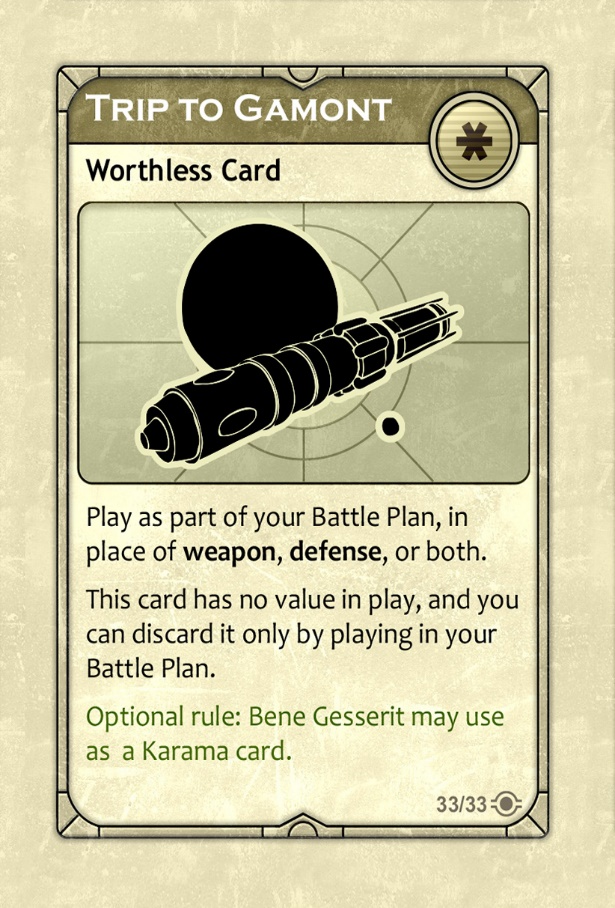 TRIP TO GAMONT
Worthless Card
Play as part of your Battle Plan, in
place of weapon, defense, or both.
This card has no value in play, and you
can discard it only by playing in your
Battle Plan.
Optional rule: Bene Gesserit may use
as a Karama card.
33/33